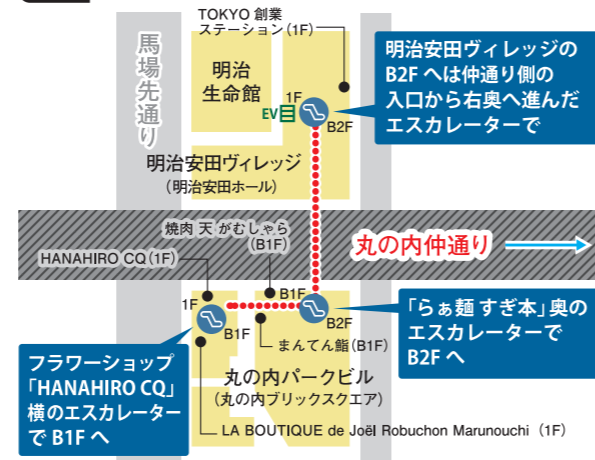 TOKYO 創業
ステーション(1F)
馬場先通り
明治
生命館
1F
EV
B2F
明治安田ヴィレッジの
B2F へは仲通り側の
入口から右奥へ進んだ
エスカレーターで
明治安田ヴィレッジ
(明治安田ホール)
焼肉 天 がむしゃら
(B1F)
丸の内仲通り
HANAHIRO CQ(1F)
1F
B1F
B1F
B2F
まんてん鮨(B1F)
「らぁ麺 すぎ本」奥の
エスカレーターで
B2F へ
フラワーショップ
「HANAHIRO CQ」
横のエスカレーター
で B1F へ
丸の内パークビル
(丸の内ブリックスクエア)
LA BOUTIQUE de Joël Robuchon Marunouchi(1F)